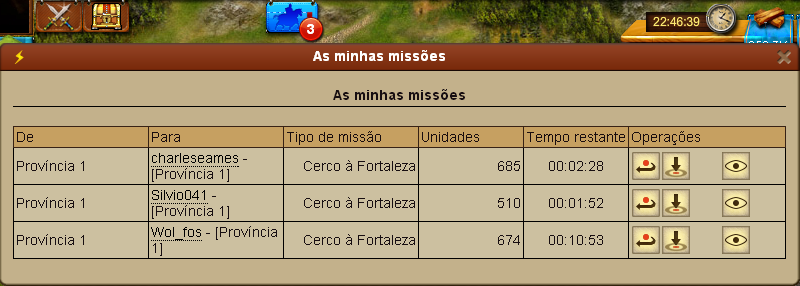 22:46:39
3
As minhas missões
As minhas missões
De Para Tipo de missão Unidades Tempo restante Operações
Província 1 charleseames - Cerco à Fortaleza 685 00:02:28
[Província 1]
Província 1 Silvio041 - Cerco à Fortaleza 510 00:01:52
[Província 1]
Província 1 Wol_fos - [Província Cerco à Fortaleza 674 00:10:53
1]